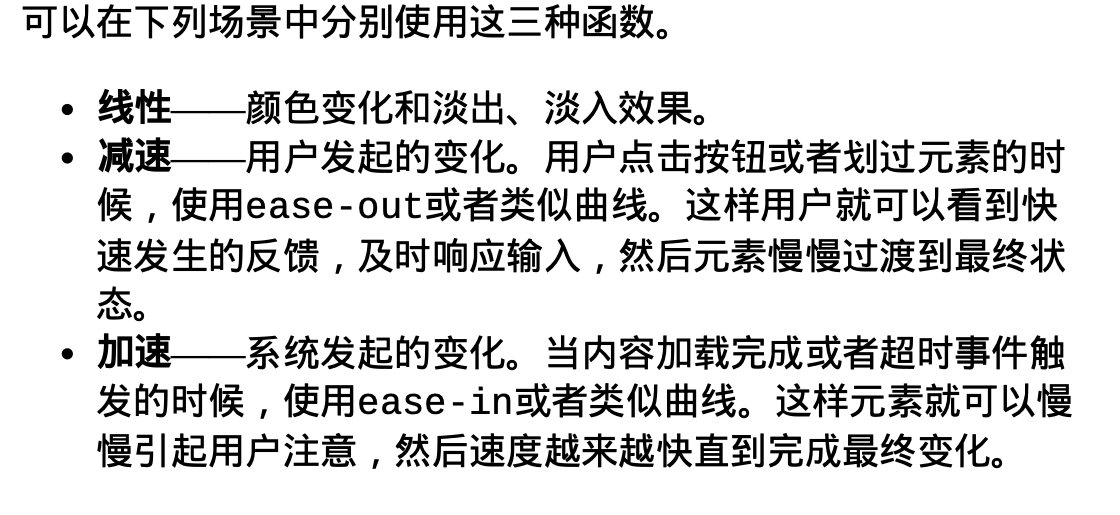 可以在下列场景中分别使用这三种函数。
• 线性——颜色变化和淡出、淡入效果。
• 减速——用户发起的变化。用户点击按钮或者划过元素的时
候，使用ease-out或者类似曲线。这样用户就可以看到快
速发生的反馈，及时响应输入，然后元素慢慢过渡到最终状
态。
• 加速——系统发起的变化。当内容加载完成或者超时事件触
发的时候，使用ease-in或者类似曲线。这样元素就可以慢
慢引起用户注意，然后速度越来越快直到完成最终变化。